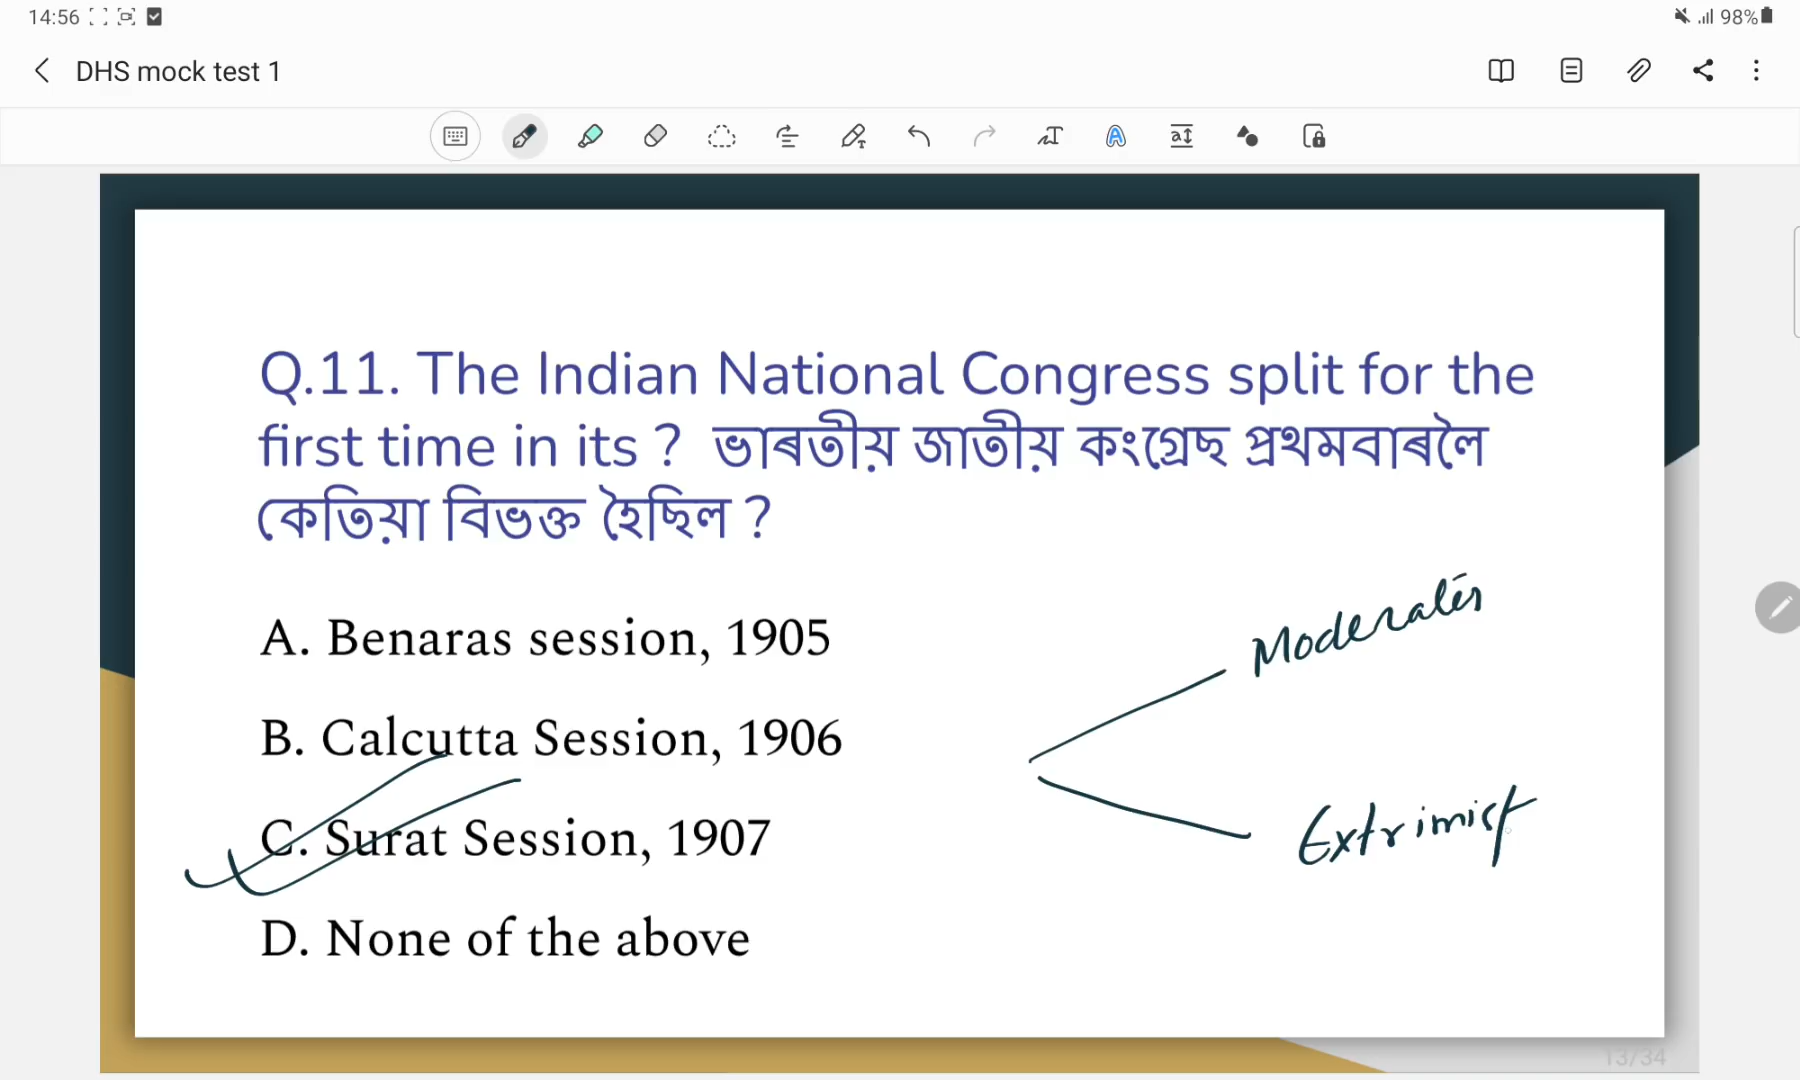 14:56
98%
DHS mock test 1
Q.11. The Indian National Congress split for the
first time in its ? ভাৰতীয় জাতীয় কংগ্ৰেছ প্ৰথমবাৰলৈ
কেতিয়া বিভক্ত হৈছিল ?
A. Benaras session, 1905
B. Calcutta Session, 1906
C. Surat Session, 1907
D. None of the above
Moderates
Extrimist
13/34